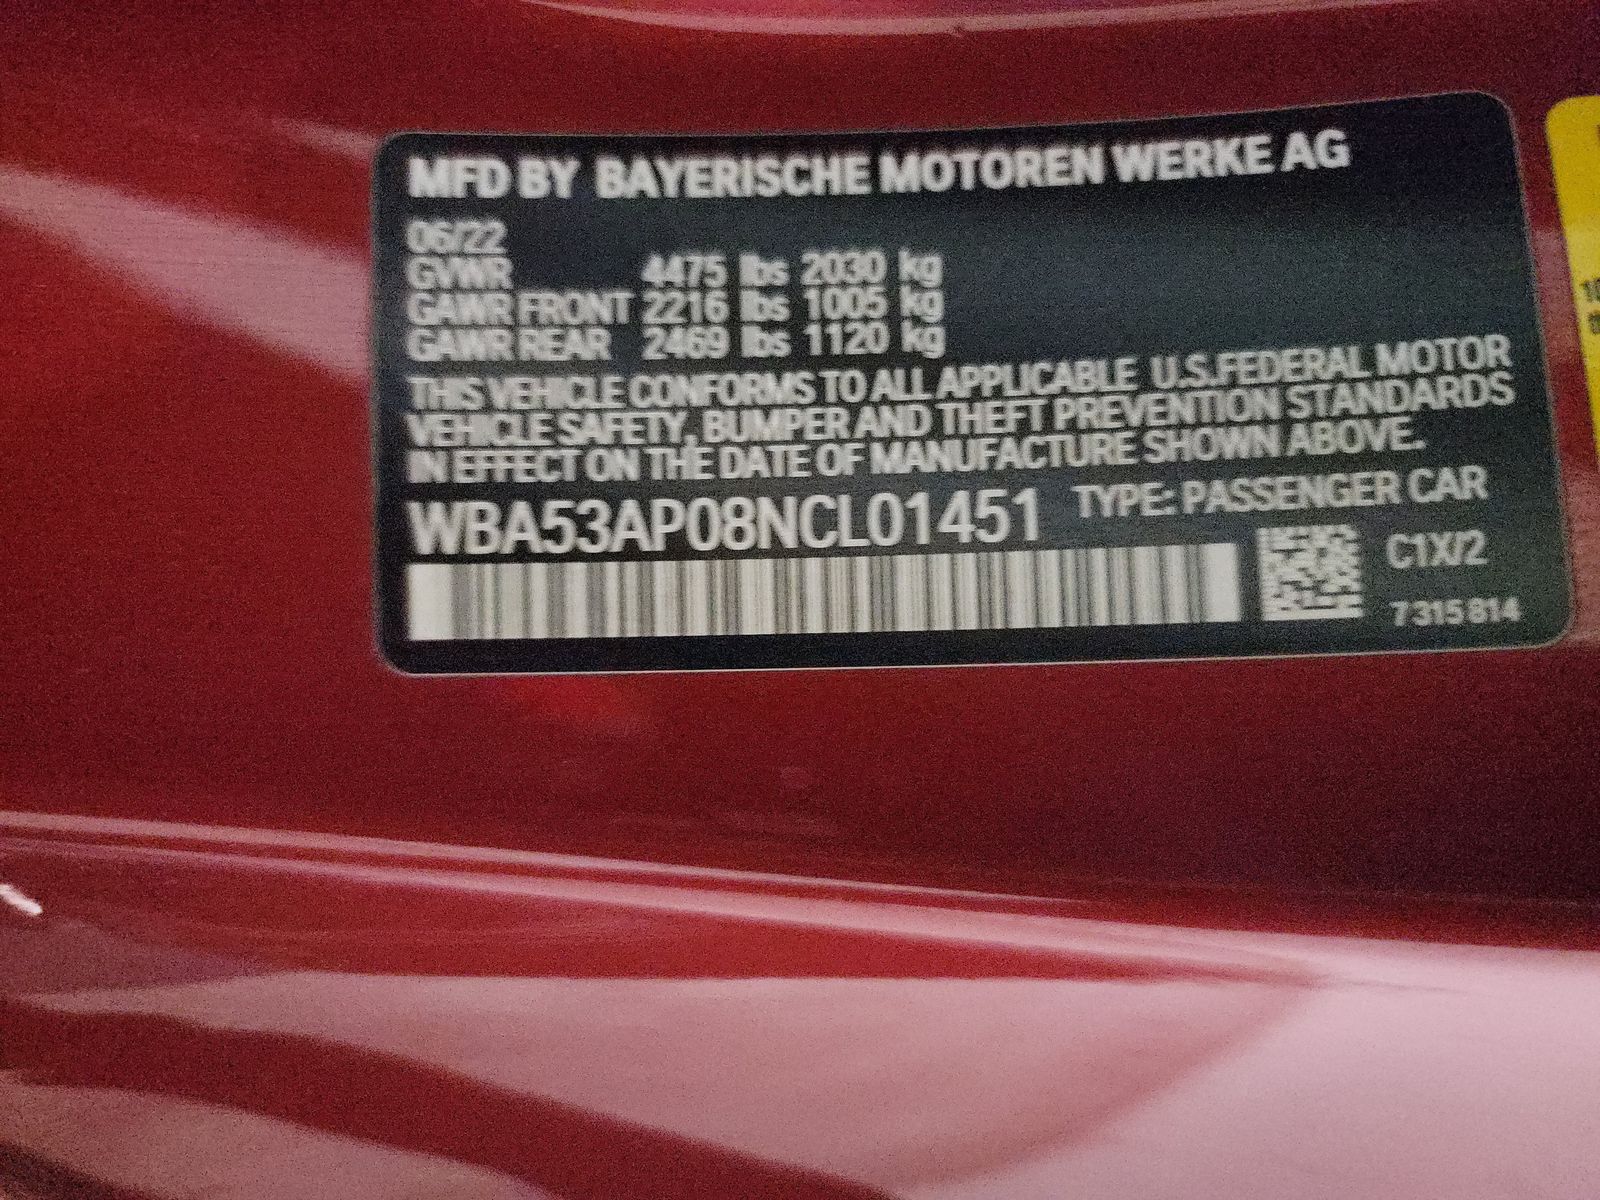 MFD BY BAYERISCHE MOTOREN WERKE AG
06/22
GVWR 4475 lbs 2030 kg
GAWR FRONT 2216 lbs 1005 kg
GAWR REAR 2469 lbs 1120 kg
THIS VEHICLE CONFORMS TO ALL APPLICABLE U.S.FEDERAL MOTOR
VEHICLE SAFETY, BUMPER AND THEFT PREVENTION STANDARDS
IN EFFECT ON THE DATE OF MANUFACTURE SHOWN ABOVE.
WBA53AP08NCL01451 TYPE: PASSENGER CAR
C1X/2
7315814